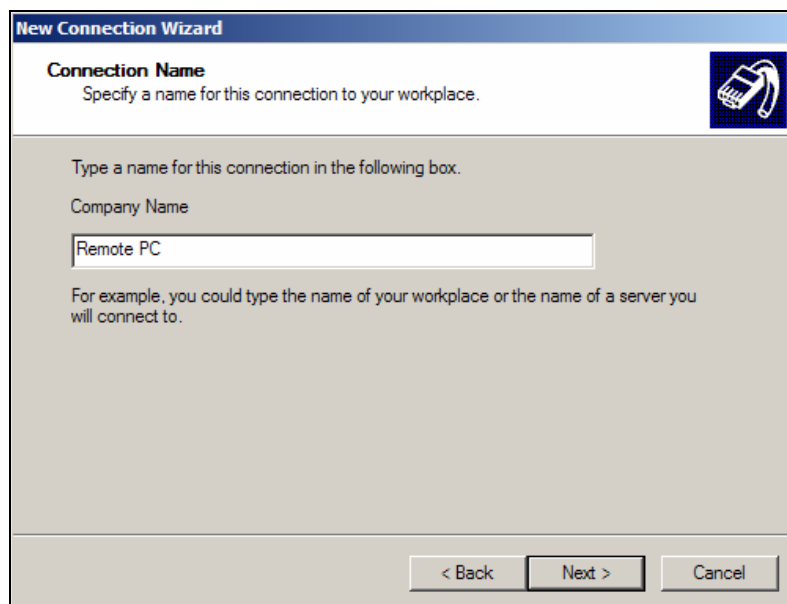 New Connection Wizard
Connection Name
Specify a name for this connection to your workplace.
Type a name for this connection in the following box.
Company Name
Remote PC
For example, you could type the name of your workplace or the name of a server you
will connect to.
< Back
Next >
Cancel